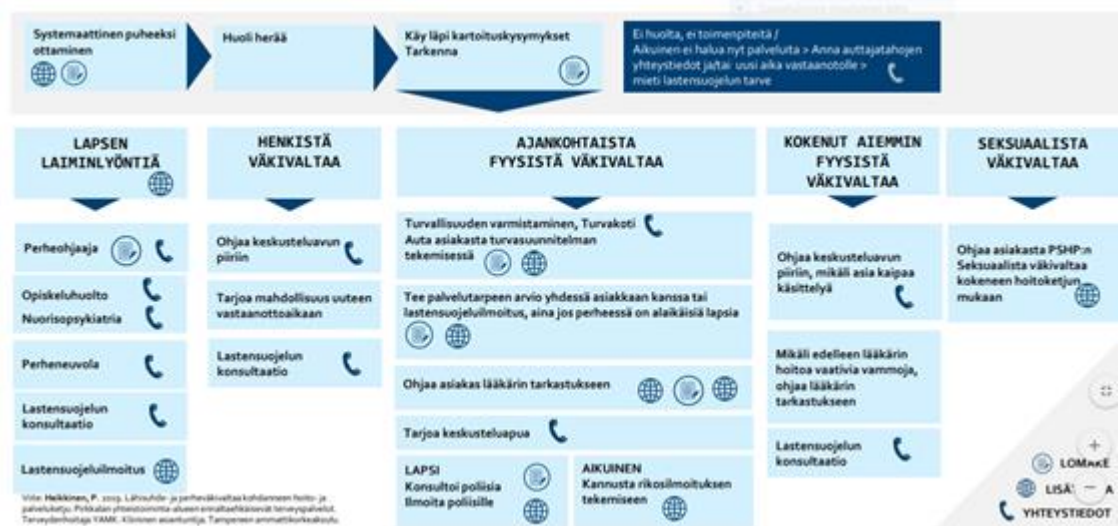 Systemaattinen puheeksi
ottaminen
Huoli herää
Käy läpi kartoituskysymykset
Tarkenna
Ei huolta, ei toimenpiteitä /
Aikuinen ei halua nyt palveluita > Anna auttajatahojen
yhteystiedot ja/tai uusi aika vastaanotolle >
mieti lastensuojelun tarve
LAPSEN
LAIMINLYÖNTIÄ
Perheohjaaja
Opiskeluhuolto
Nuorisopsykiatria
Perheneuvola
Lastensuojelun
konsultaatio
Lastensuojeluilmoitus
HENKISTÄ
VÄKIVALTAA
Ohjaa keskusteluavun
piiriin
Tarjoa mahdollisuus uuteen
vastaanottoaikaan
Lastensuojelun
konsultaatio
AJANKOHTAISTA
FYYSISTÄ VÄKIVALTAA
Turvallisuuden varmistaminen, Turvakoti
Auta asiakasta turvasuunnitelman
tekemisessä
Tee palvelutarpeen arvio yhdessä asiakkaan kanssa tai
lastensuojeluilmoitus, aina jos perheessä on alaikäisiä lapsia
Ohjaa asiakas lääkärin tarkastukseen
Tarjoa keskusteluapua
LAPSI
Konsultoi poliisia
Ilmoita poliisille
AIKUINEN
Kannusta rikosilmoituksen
tekemiseen
KOKENUT AIEMMIN
FYYSISTÄ
VÄKIVALTAA
Ohjaa keskusteluavun
piiriin, mikäli asia kaipaa
käsittelyä
Mikäli edelleen lääkärin
hoitoa vaativia vammoja,
ohjaa lääkärin
tarkastukseen
Lastensuojelun
konsultaatio
SEKSUAALISTA
VÄKIVALTAA
Ohjaa asiakasta PSHP:n
Seksuaalista väkivaltaa
kokeneen hoitoketjun
mukaan
LOMAKE
LISÄ A
YHTEYSTIEDOT
Viite: Heikkinen, P. 2019. Lähisuhde- ja perheväkivaltaa kohdanneen hoito- ja
palveluketju. Pirkkalan yhteistoiminta-alueen ennaltaehkäisevät terveyspalvelut.
Terveydenhoitaja YAMK. Kliininen asiantuntija, Tampereen ammattikorkeakoulu.